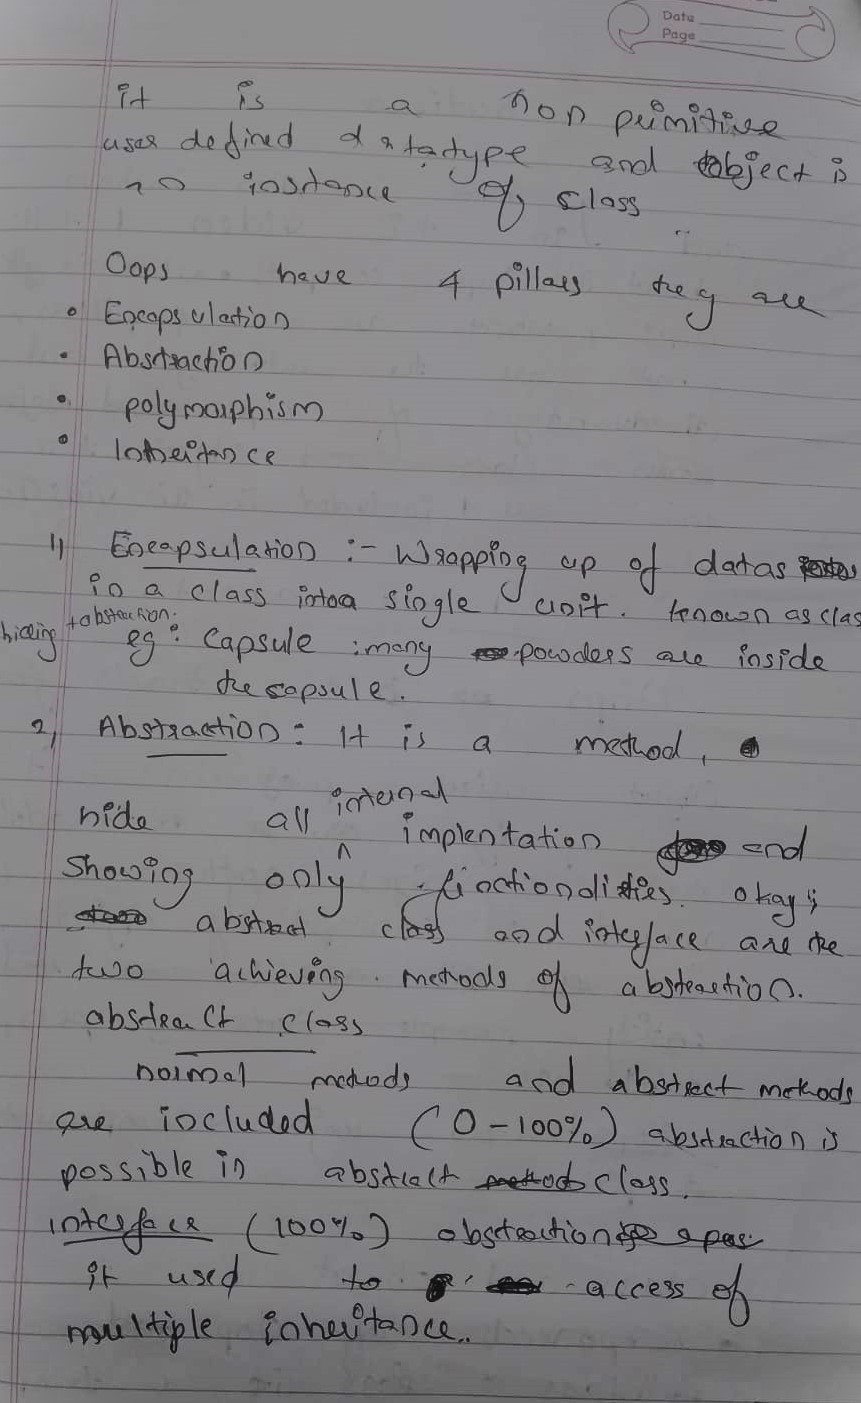 Date
Page
it is a non primitive
user defined datatype and object is
an instance of class
Oops have 4 pillars they are
• Encapsulation
• Abstraction
• polymorphism
• Inheritance
1) Encapsulation :- Wrapping up of datas
in a class into a single unit. known as clas
hiding + abstraction.
eg: Capsule : many powders are inside
the capsule.
2) Abstraction: It is a method,
hide all internal implentation and
showing only functionalities. okay;
abstract class and interface are the
two achieving methods of abstraction.
abstract class
normal methods and abstract methods
are included (0-100%) abstraction is
possible in abstract class.
interface (100%) abstraction
it used to access of
multiple inheritance.